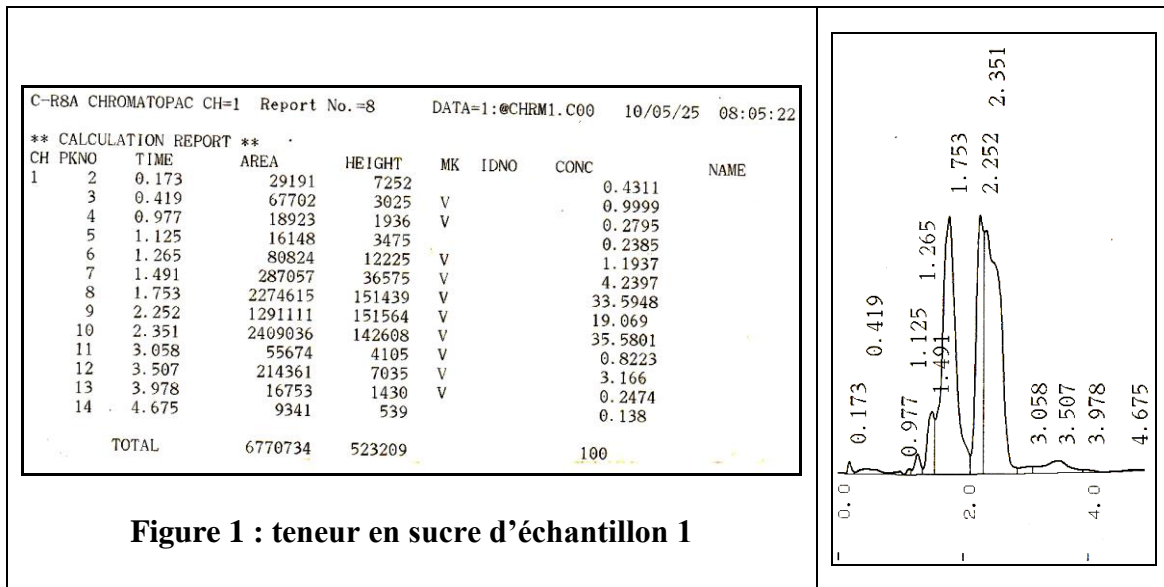 C-R8A CHROMATOPAC CH=1 Report No.=8 DATA=1:@CHRM1.C00 10/05/25 08:05:22
** CALCULATION REPORT **
CH PKNO TIME AREA HEIGHT MK IDNO CONC NAME
1 2 0.173 29191 7252 0.4311
3 0.419 67702 3025 V 0.9999
4 0.977 18923 1936 V 0.2795
5 1.125 16148 3475 0.2385
6 1.265 80824 12225 V 1.1937
7 1.491 287057 36575 V 4.2397
8 1.753 2274615 151439 V 33.5948
9 2.252 1291111 151564 V 19.069
10 2.351 2409036 142608 V 35.5801
11 3.058 55674 4105 V 0.8223
12 3.507 214361 7035 V 3.166
13 3.978 16753 1430 V 0.2474
14 4.675 9341 539 0.138
TOTAL 6770734 523209 100
Figure 1 : teneur en sucre d'échantillon 1
0.173
0.419
0.977
1.125
1.265
1.491
1.753
2.252
2.351
3.058
3.507
3.978
4.675
0.0
2.0
4.0